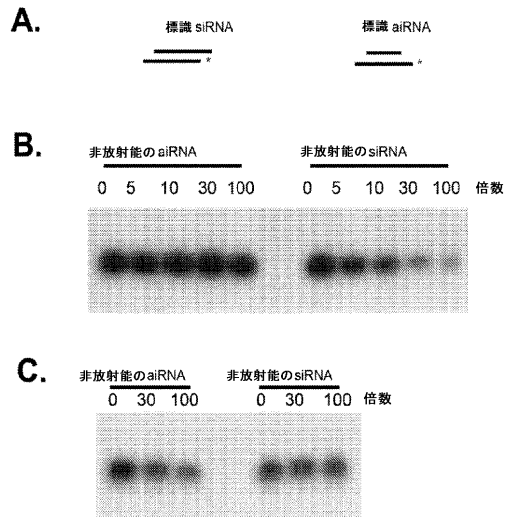 A.
標識 siRNA 標識 aiRNA
* *
B.
非放射能のaiRNA 非放射能のsiRNA
0 5 10 30 100 0 5 10 30 100 倍数
C.
非放射能のaiRNA 非放射能のsiRNA
0 30 100 0 30 100 倍数